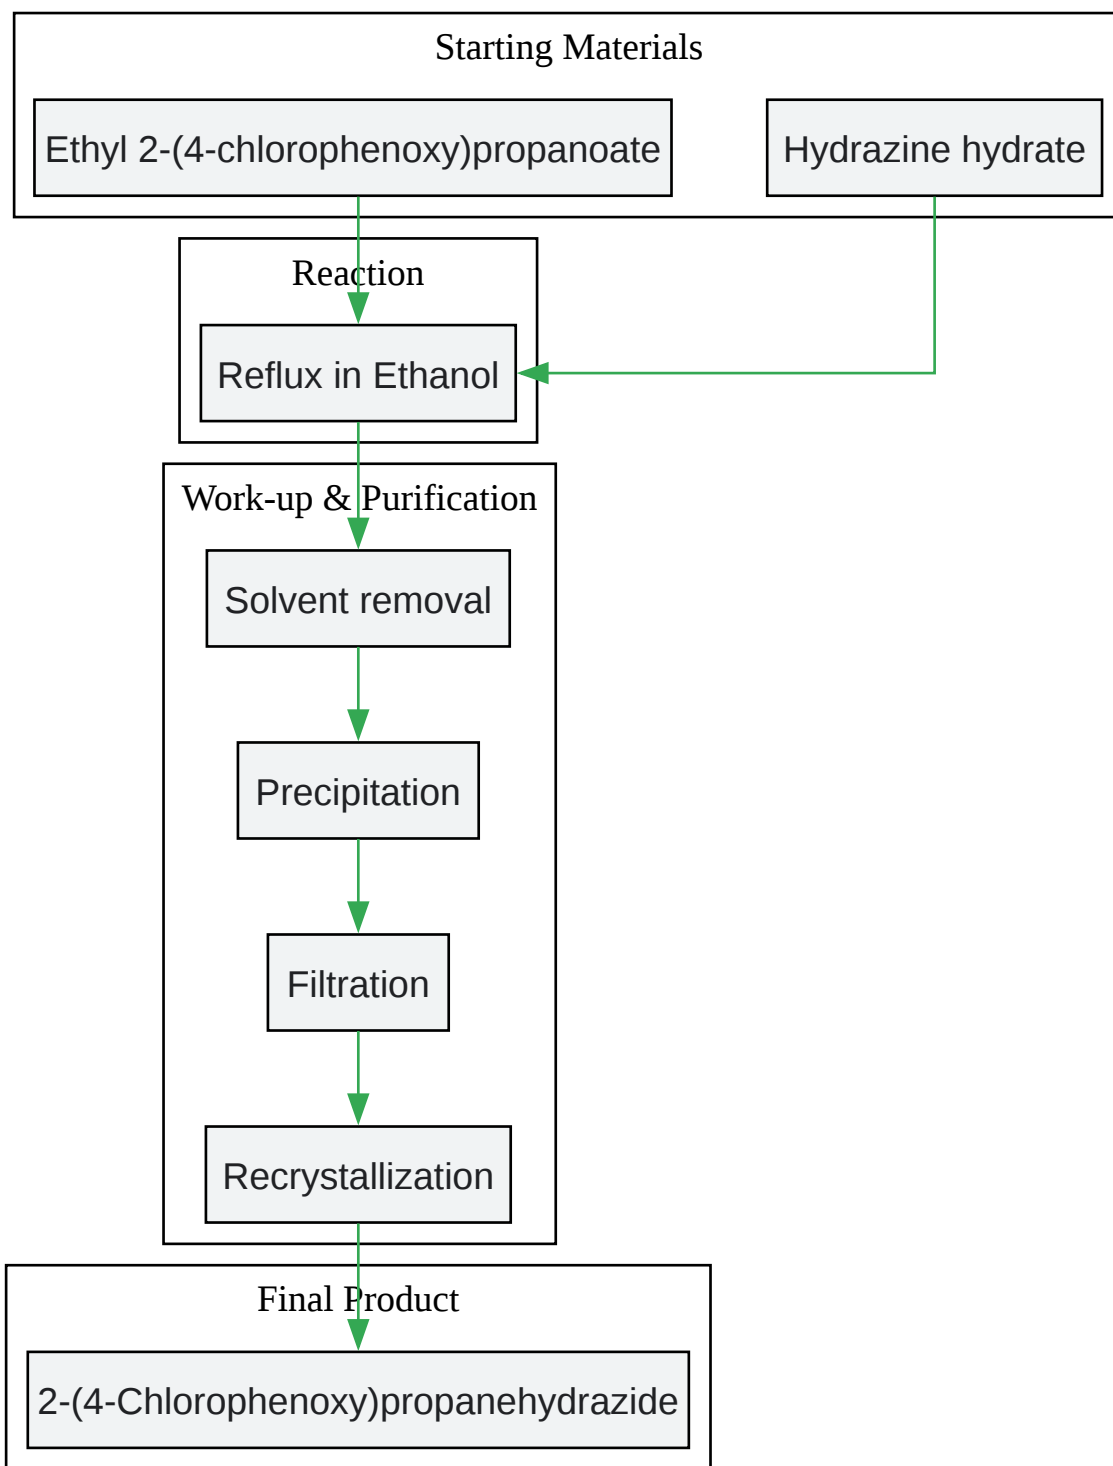 Starting Materials
Ethyl 2-(4-chlorophenoxy)propanoate
Hydrazine hydrate
Reaction
Reflux in Ethanol
Work-up & Purification
Solvent removal
Precipitation
Filtration
Recrystallization
Final Product
2-(4-Chlorophenoxy)propanehydrazide